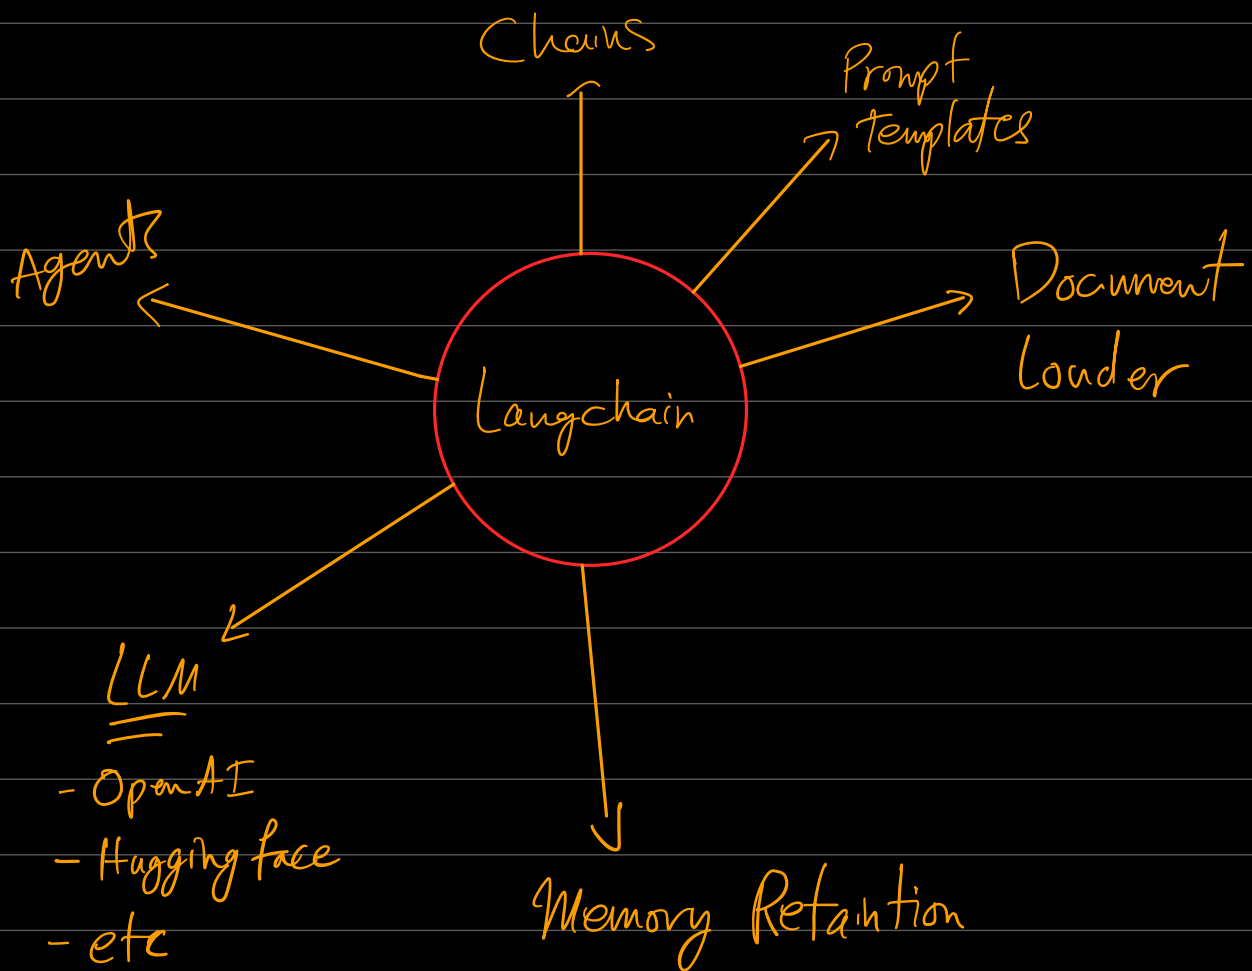 Chains
Prompt
Templates
Agents
Document
Loader
Langchain
LLM
- OpenAI
- Hugging face
- etc
Memory Retaintion